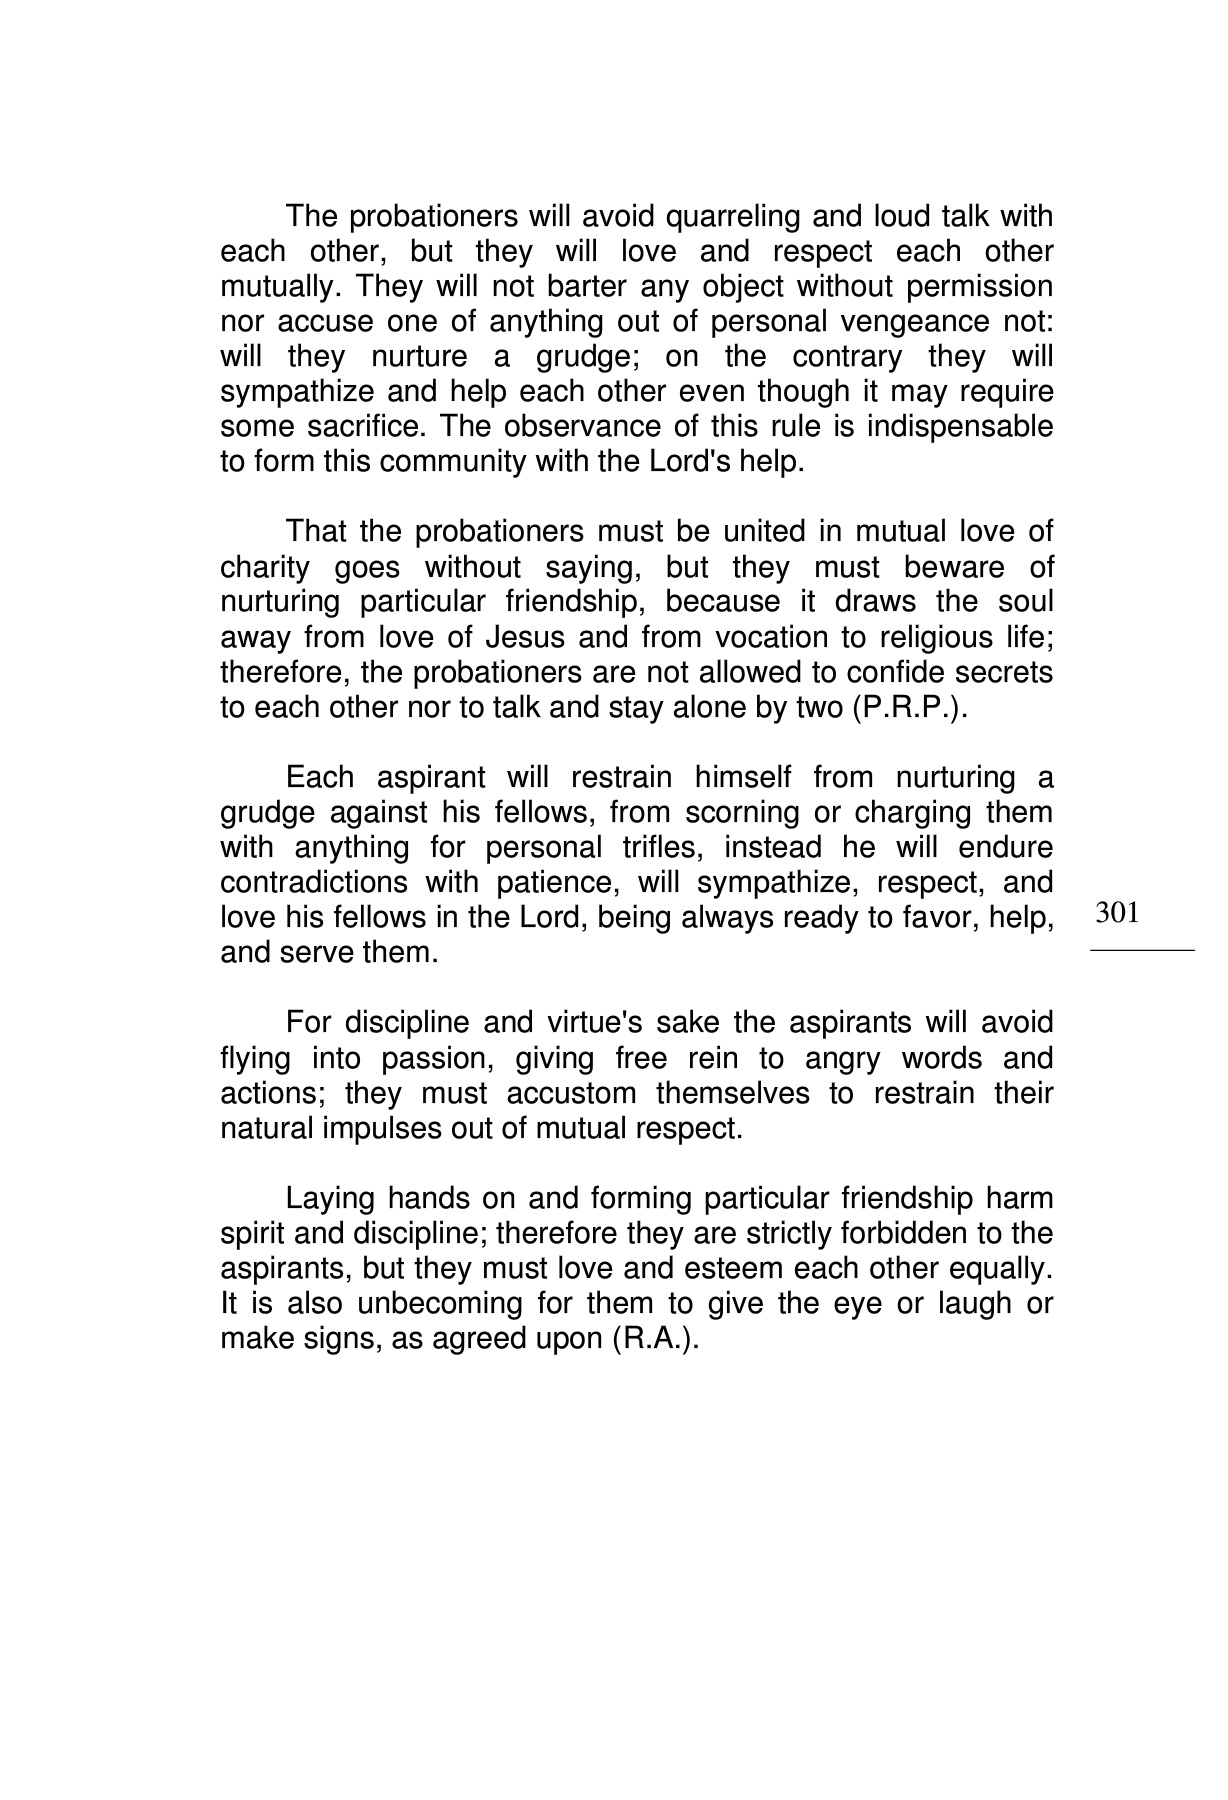 The probationers will avoid quarreling and loud talk with
each other, but they will love and respect each other
mutually. They will not barter any object without permission
nor accuse one of anything out of personal vengeance not:
will they nurture a grudge; on the contrary they will
sympathize and help each other even though it may require
some sacrifice. The observance of this rule is indispensable
to form this community with the Lord's help.
That the probationers must be united in mutual love of
charity goes without saying, but they must beware of
nurturing particular friendship, because it draws the soul
away from love of Jesus and from vocation to religious life;
therefore, the probationers are not allowed to confide secrets
to each other nor to talk and stay alone by two (P.R.P.).
Each aspirant will restrain himself from nurturing a
grudge against his fellows, from scorning or charging them
with anything for personal trifles, instead he will endure
contradictions with patience, will sympathize, respect, and
love his fellows in the Lord, being always ready to favor, help,
and serve them.
301
For discipline and virtue's sake the aspirants will avoid
flying into passion, giving free rein to angry words and
actions; they must accustom themselves to restrain their
natural impulses out of mutual respect.
Laying hands on and forming particular friendship harm
spirit and discipline; therefore they are strictly forbidden to the
aspirants, but they must love and esteem each other equally.
It is also unbecoming for them to give the eye or laugh or
make signs, as agreed upon (R.A.).